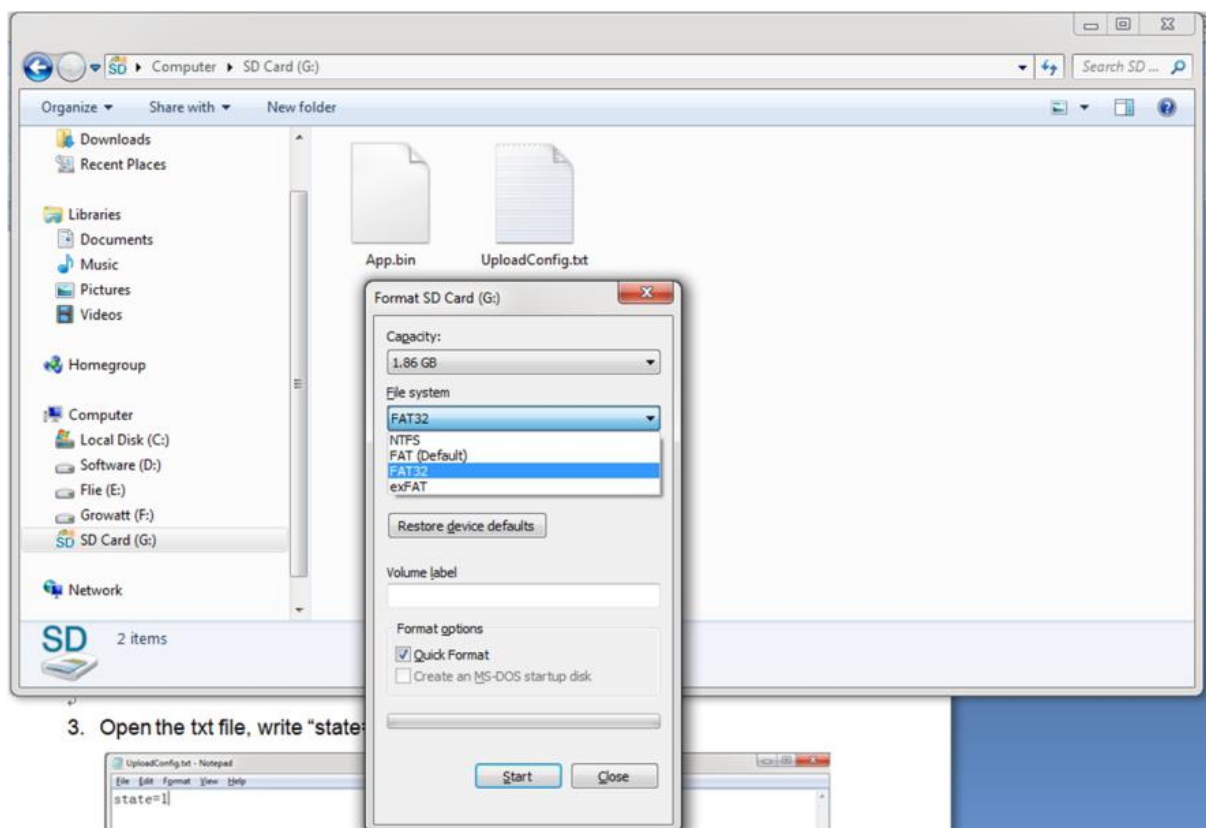 Computer ▸ SD Card (G:)
Search SD ...
Organize
Share with
New folder
Downloads
Recent Places
Libraries
Documents
Music
Pictures
Videos
Homegroup
Computer
Local Disk (C:)
Software (D:)
Flie (E:)
Growatt (F:)
SD SD Card (G:)
Network
App.bin
UploadConfig.txt
SD 2 items
Format SD Card (G:)
Capacity:
1.86 GB
File system
FAT32
NTFS
FAT (Default)
FAT32
exFAT
Restore device defaults
Volume label
Format options
Quick Format
Create an MS-DOS startup disk
Start
Close
3. Open the txt file, write “state=
UploadConfig.txt - Notepad
File Edit Format View Help
state=1